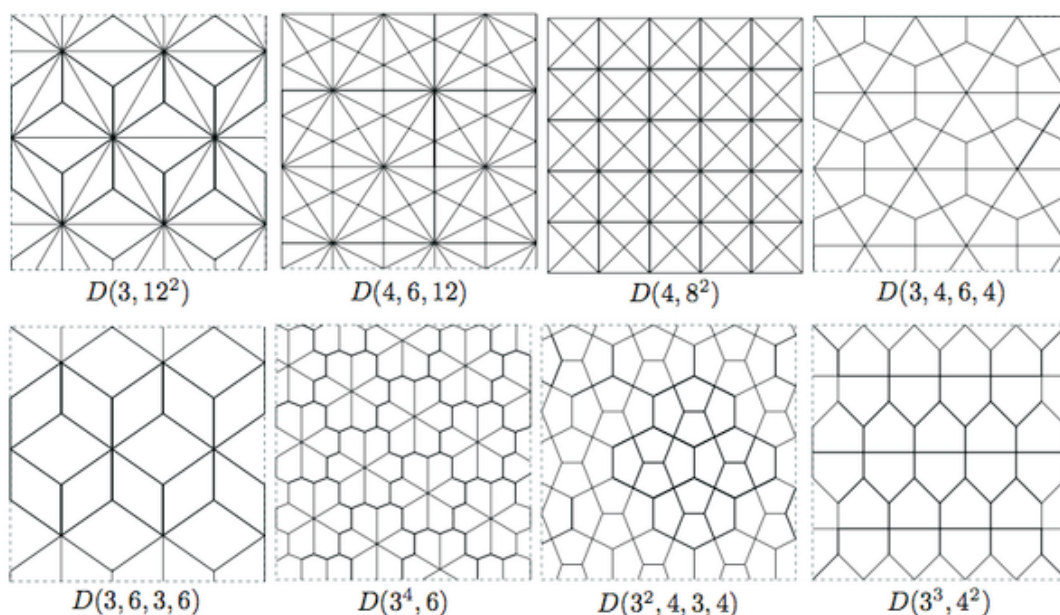 D(3, 12²) D(4, 6, 12) D(4, 8²) D(3, 4, 6, 4)
D(3, 6, 3, 6) D(3⁴, 6) D(3², 4, 3, 4) D(3³, 4²)